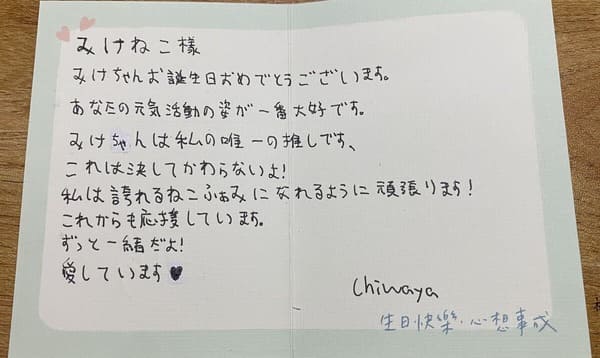 みけねこ様
みけちゃんお誕生日おめでとうございます。
あなたの元気活動の姿が一番大好です。
みけちゃんは私の唯一の推しです、
これは決してかわらないよ!
私は誇れるねこふぁみになれるように頑張ります!
これからも応援しています。
ずっと一緒だよ!
愛しています♥
Chiwaya
生日快樂·心想事成